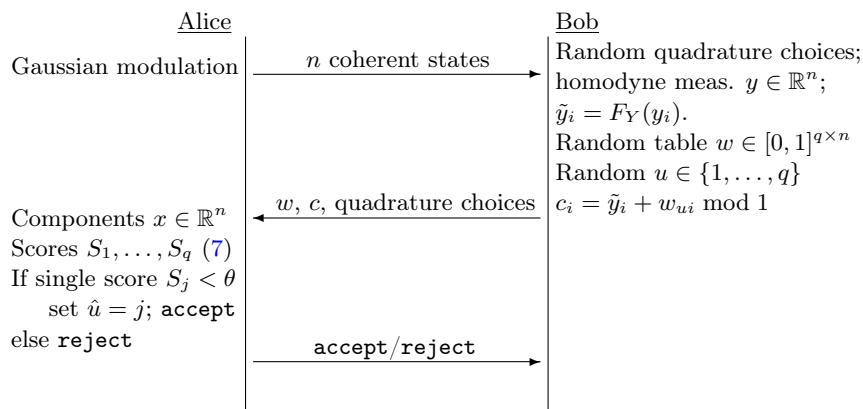 Alice
Bob
Gaussian modulation
n coherent states
Random quadrature choices;
homodyne meas. y ∈ ℝⁿ;
ỹᵢ = F_Y(yᵢ).
Random table w ∈ [0, 1]^{q×n}
Random u ∈ {1, . . . , q}
cᵢ = ỹᵢ + w_{ui} mod 1
w, c, quadrature choices
Components x ∈ ℝⁿ
Scores S₁, . . . , S_q (7)
If single score S_j < θ
set û = j; accept
else reject
accept/reject